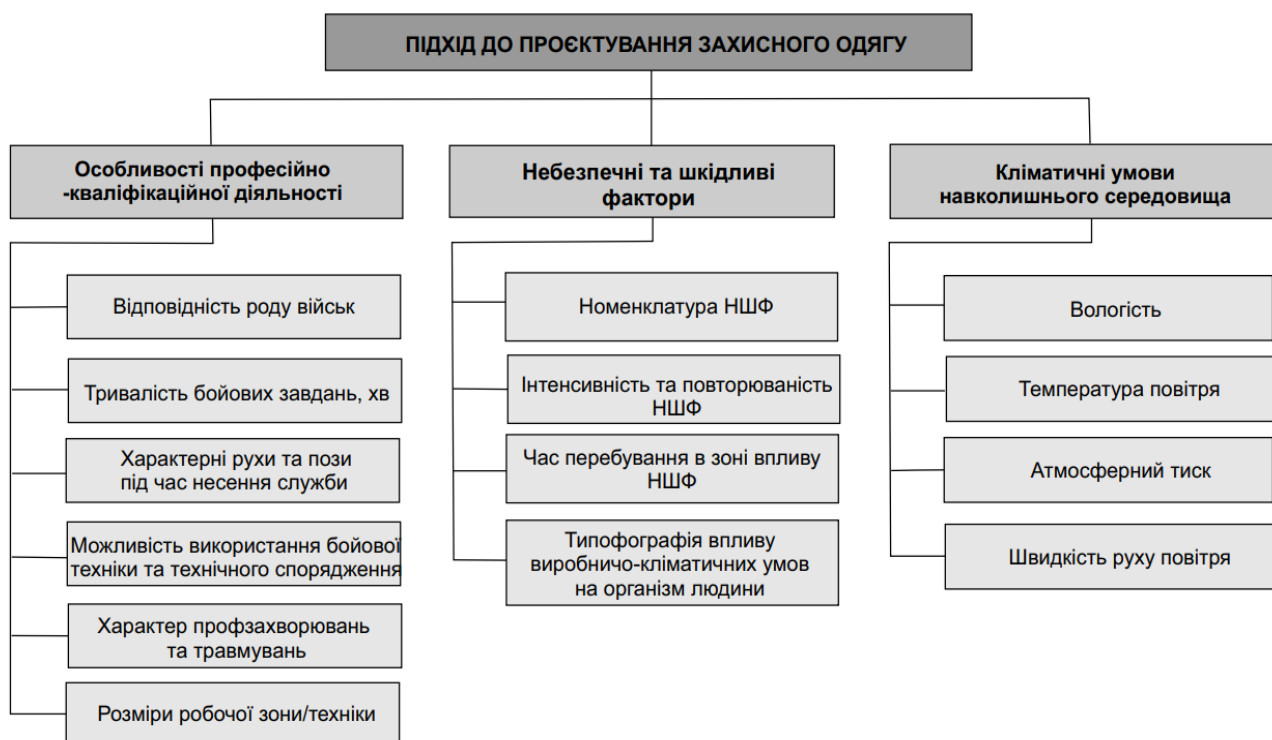 ПІДХІД ДО ПРОЄКТУВАННЯ ЗАХИСНОГО ОДЯГУ
Особливості професійно
-кваліфікаційної діяльності
Відповідність роду військ
Тривалість бойових завдань, хв
Характерні рухи та пози
під час несення служби
Можливість використання бойової
техніки та технічного спорядження
Характер профзахворювань
та травмувань
Розміри робочої зони/техніки
Небезпечні та шкідливі
фактори
Номенклатура НШФ
Інтенсивність та повторюваність
НШФ
Час перебування в зоні впливу
НШФ
Типофографія впливу
виробничо-кліматичних умов
на організм людини
Кліматичні умови
навколишнього середовища
Вологість
Температура повітря
Атмосферний тиск
Швидкість руху повітря